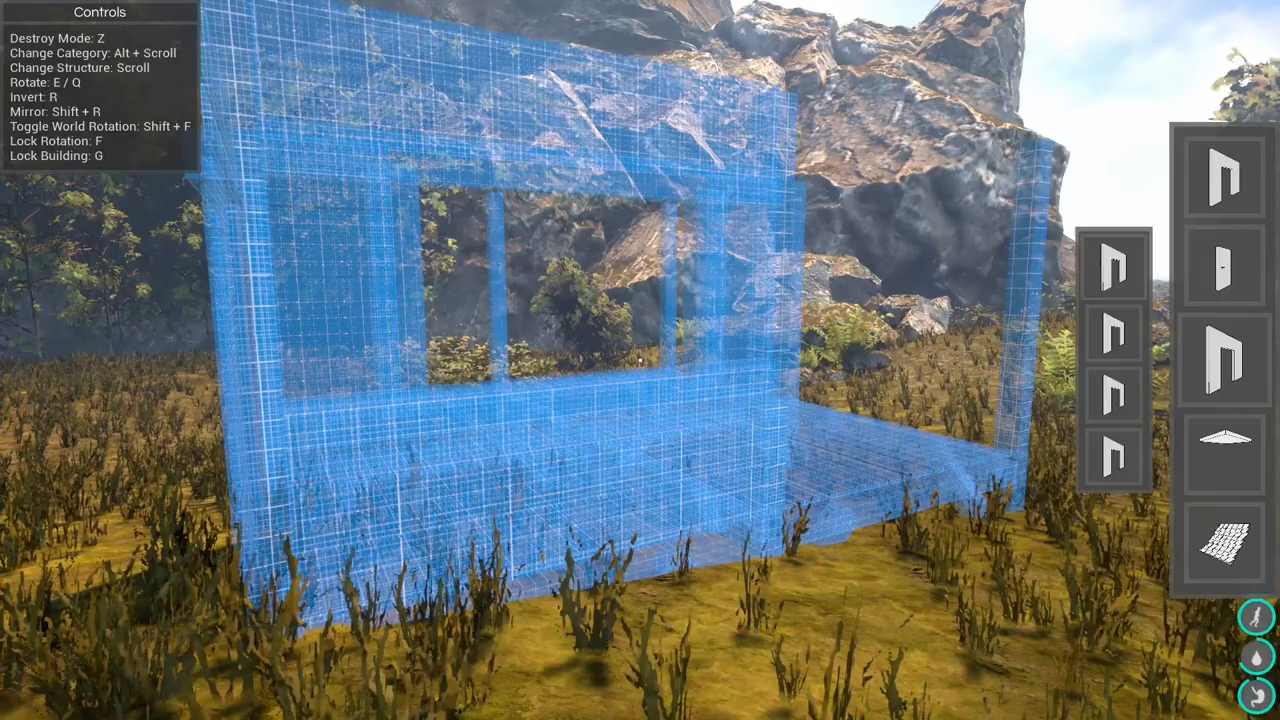 Controls
Destroy Mode: Z
Change Category: Alt + Scroll
Change Structure: Scroll
Rotate: E / Q
Invert: R
Mirror: Shift + R
Toggle World Rotation: Shift + F
Lock Rotation: F
Lock Building: G